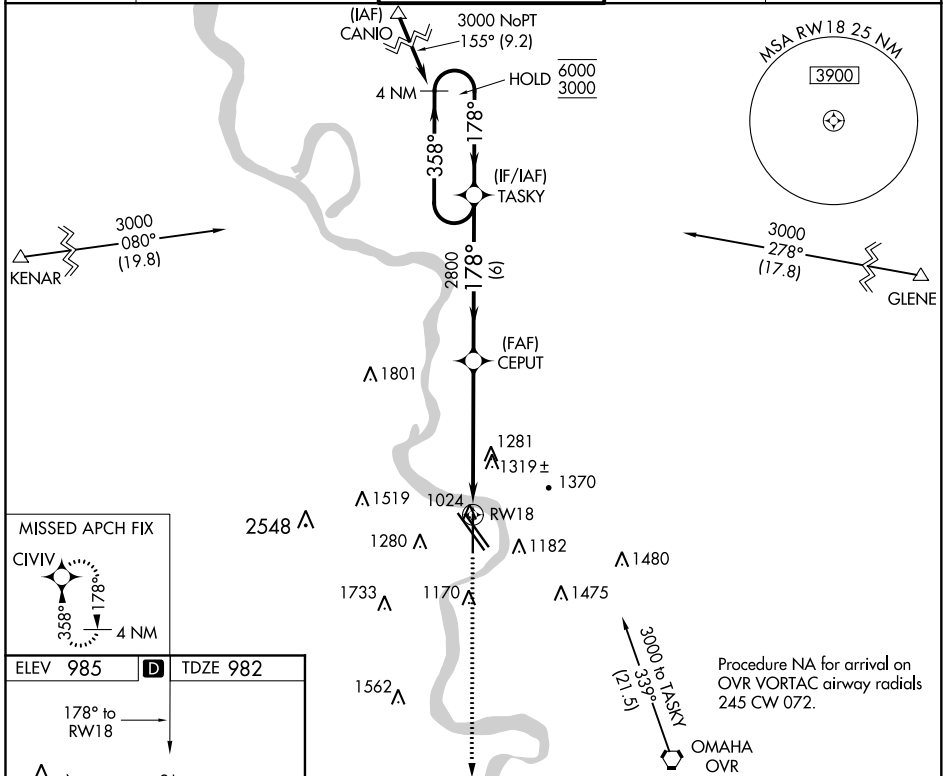 (IAF)
CANIO
3000 NoPT
155° (9.2)
MSA RW18 25 NM
3900
HOLD
6000
3000
4 NM
178°
358°
(IF/IAF)
TASKY
3000
080°
(19.8)
KENAR
3000
278°
(17.8)
GLENE
2800
178°
(6)
(FAF)
CEPUT
1801
1281
1319±
1370
1519
1024
RW18
2548
1280
1182
1480
1733
1170
1475
1562
MISSED APCH FIX
CIVIV
178°
358°
4 NM
ELEV 985
D
TDZE 982
178° to
RW18
3000 to TASKY
339°
(21.5)
Procedure NA for arrival on
OVR VORTAC airway radials
245 CW 072.
OMAHA
OVR